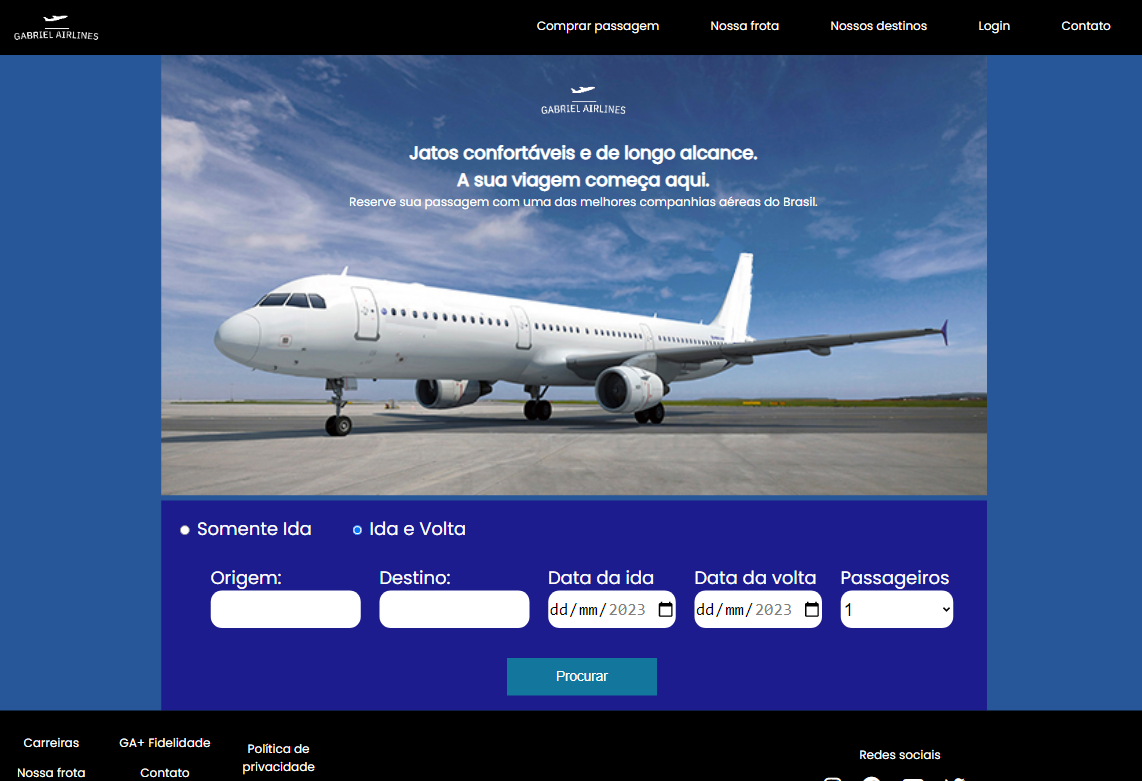 GABRIEL AIRLINES
Comprar passagem
Nossa frota
Nossos destinos
Login
Contato
GABRIEL AIRLINES
Jatos confortáveis e de longo alcance.
A sua viagem começa aqui.
Reserve sua passagem com uma das melhores companhias aéreas do Brasil.
Somente Ida
Ida e Volta
Origem:
Destino:
Data da ida
Data da volta
Passageiros
dd/mm/2023
dd/mm/2023
1
Procurar
Carreiras
GA+ Fidelidade
Política de
privacidade
Redes sociais
Nossa frota
Contato